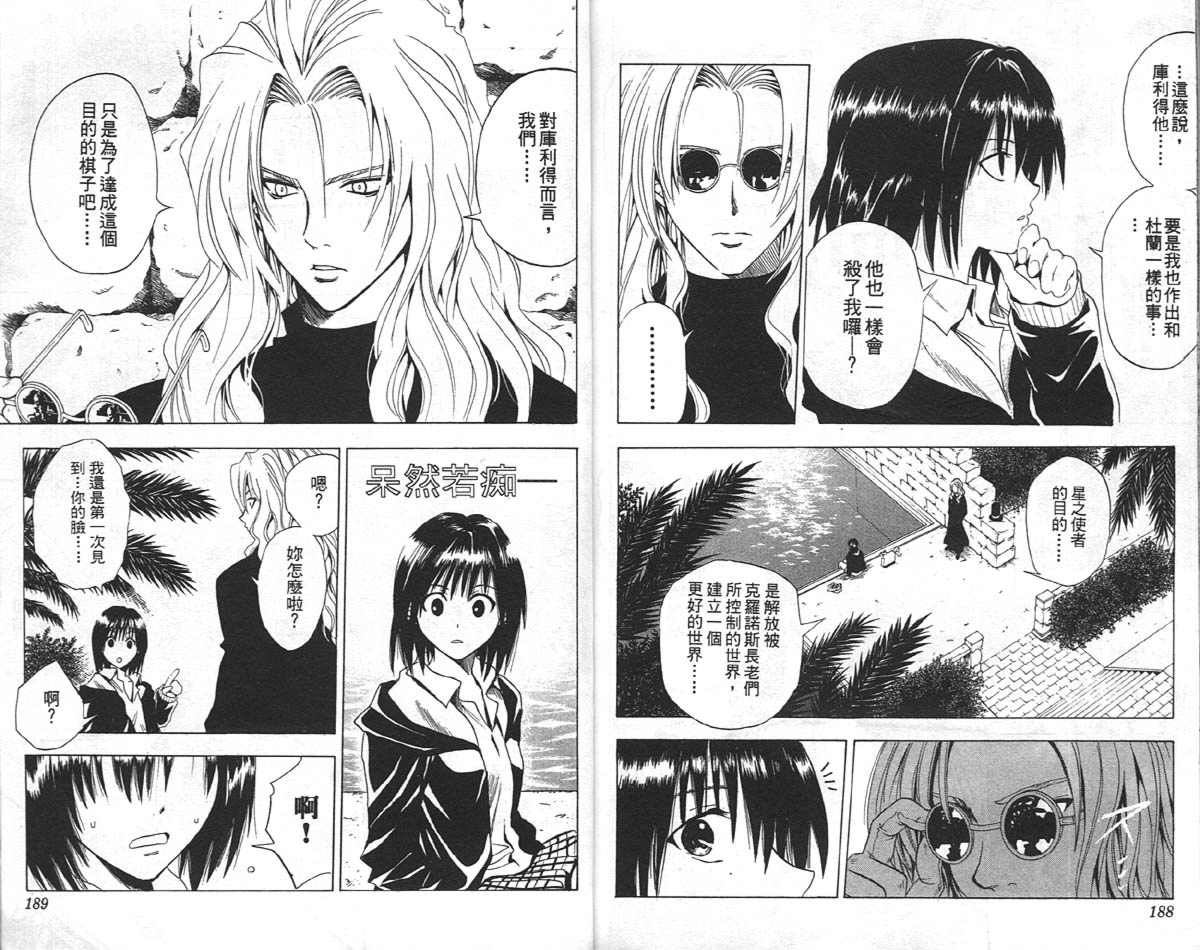 …這麼說，
庫利得他……
要是我也作出和
杜蘭一樣的事…
…
他也一樣會
殺了我囉—?
…………
星之使者
的目的……
是解放被
克羅諾斯長老們
所控制的世界，
建立一個
更好的世界……
188
對庫利得而言，
我們……
只是為了達成這個
目的的棋子吧……
呆然若痴—
嗯?
妳怎麼啦?
我還是第一次見
到…你的臉……
啊?
啊!
189